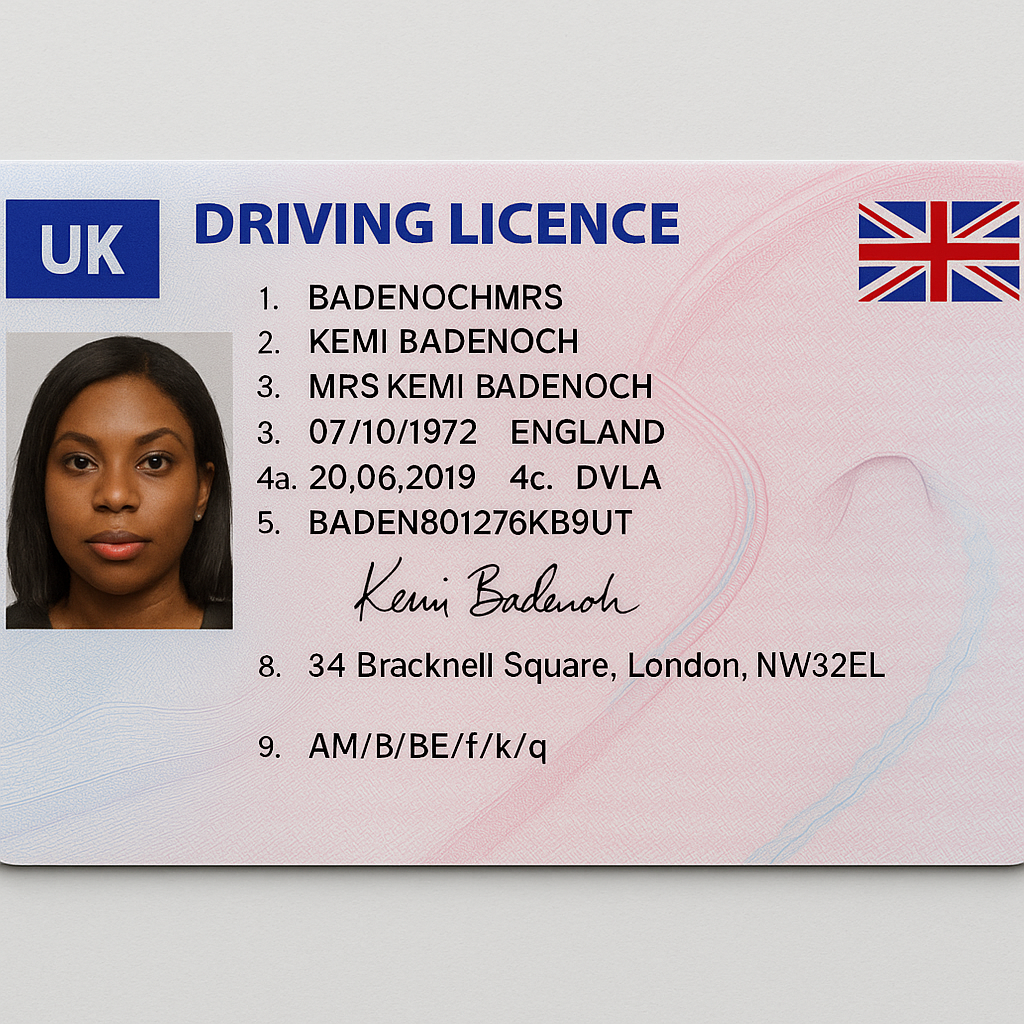 UK
DRIVING LICENCE
1. BADENOCHMRS
2. KEMI BADENOCH
3. MRS KEMI BADENOCH
3. 07/10/1972 ENGLAND
4a. 20,06,2019 4c. DVLA
5. BADEN801276KB9UT
Kemi Badenoh
8. 34 Bracknell Square, London, NW32EL
9. AM/B/BE/f/k/q